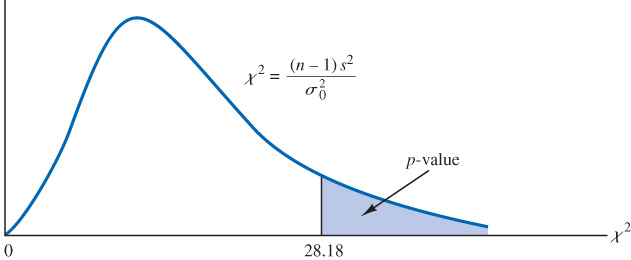 χ² = (n – 1) s² / σ₀²
p-value
0
28.18
χ²